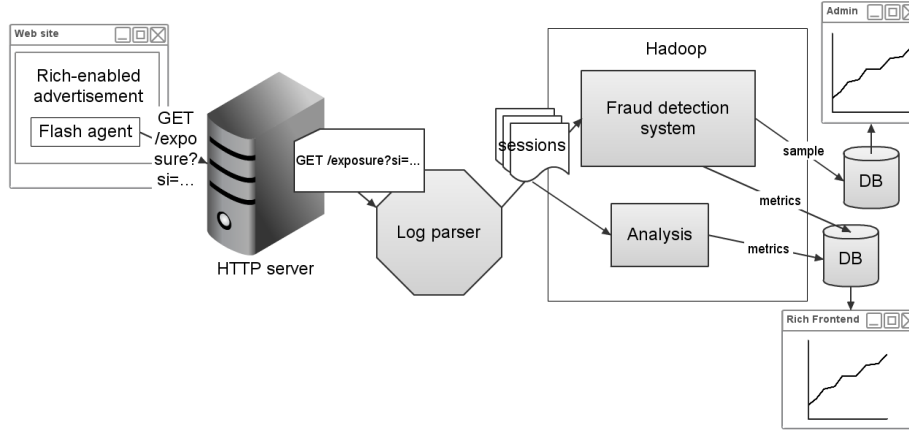 Web site
Rich-enabled
advertisement
Flash agent
GET
/expo
sure?
si=...
HTTP server
GET /exposure?si=...
Log parser
sessions
Hadoop
Fraud detection
system
Analysis
sample
metrics
metrics
DB
DB
Admin
Rich Frontend